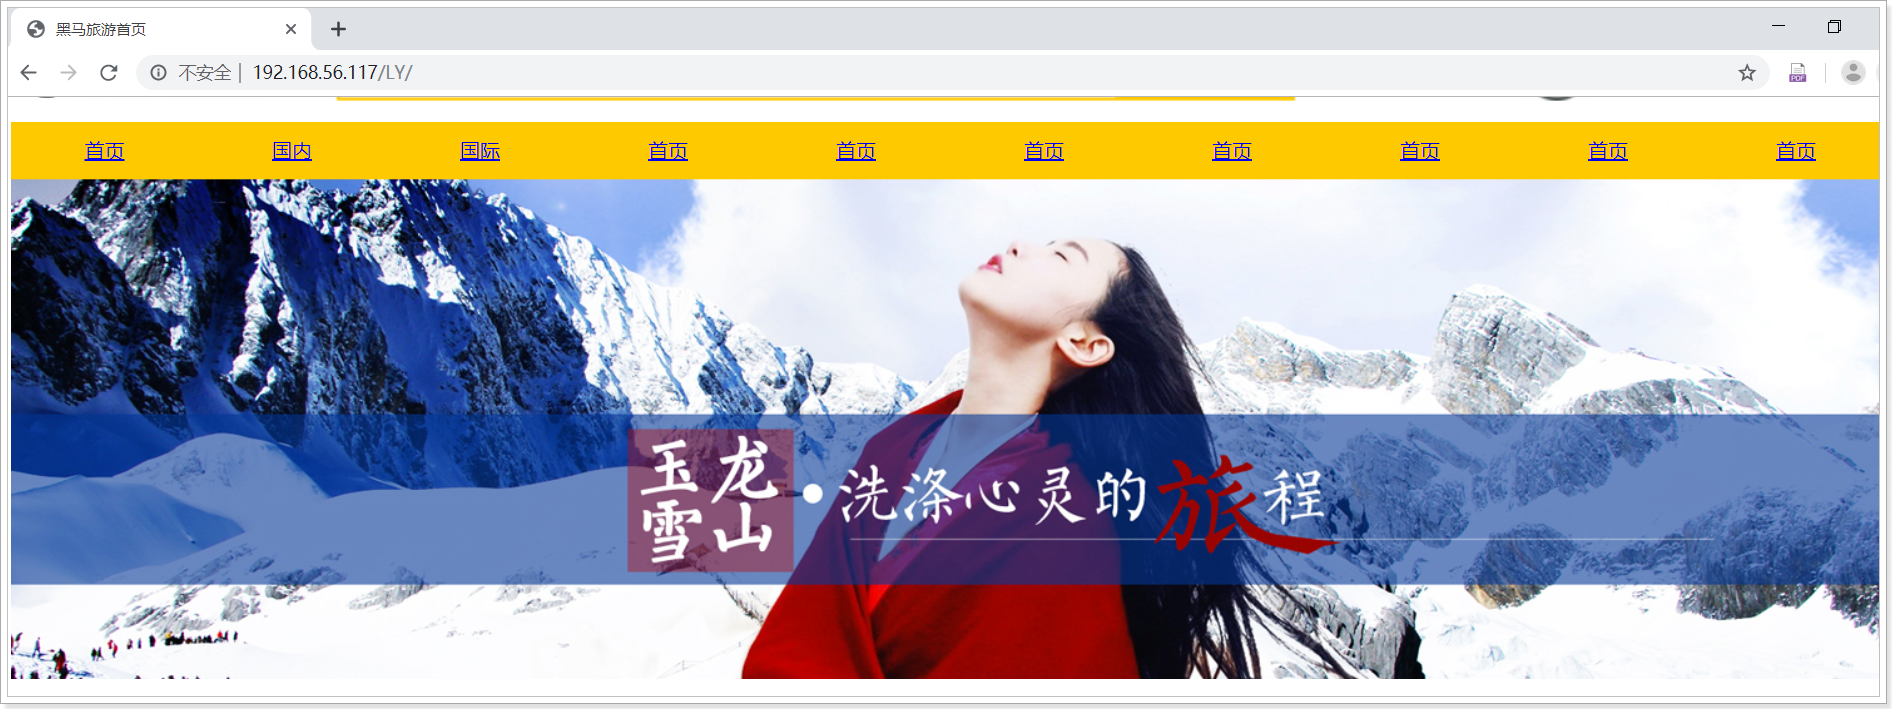 黑马旅游首页
不安全 | 192.168.56.117/LY/
PDF
首页 国内 国际 首页 首页 首页 首页 首页 首页 首页
玉龙雪山·洗涤心灵的旅程